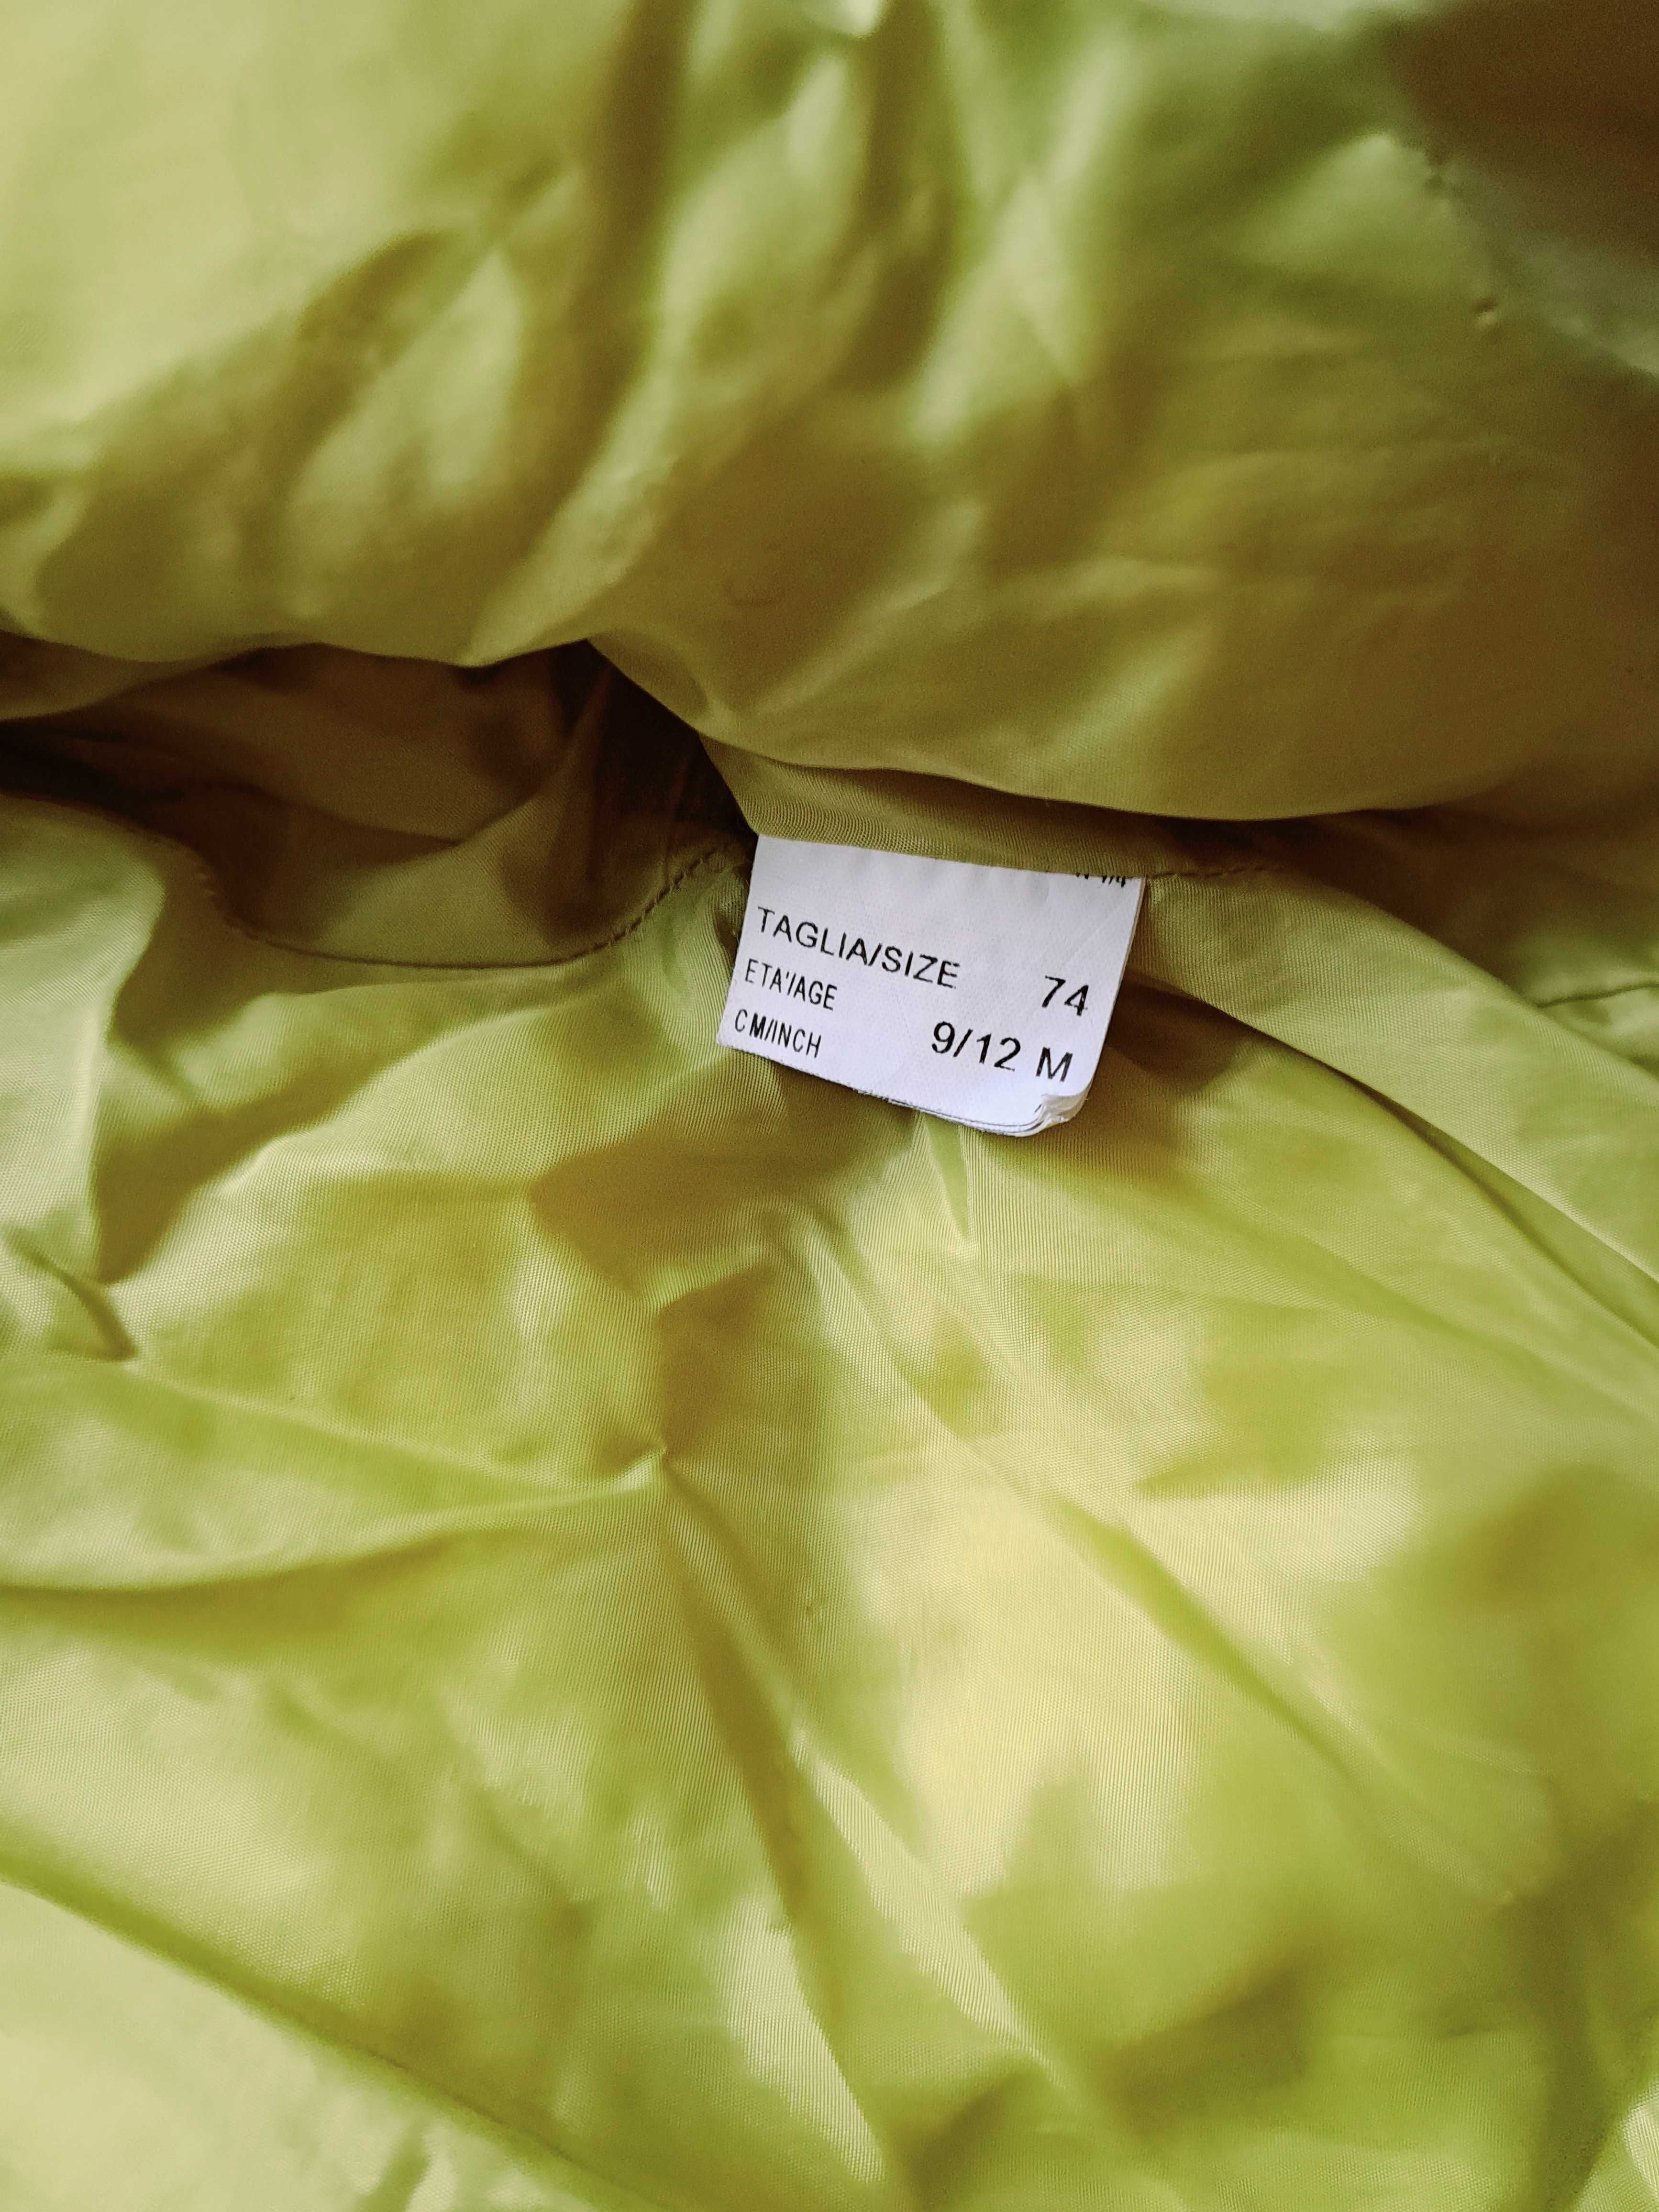 TAGLIA/SIZE 74
ETA'/AGE 9/12 M
CM/INCH